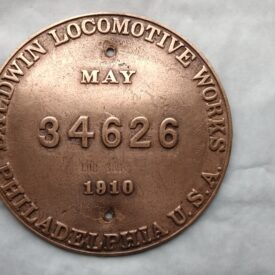 BALDWIN LOCOMOTIVE WORKS
MAY
34626
1910
PHILADELPHIA U.S.A.